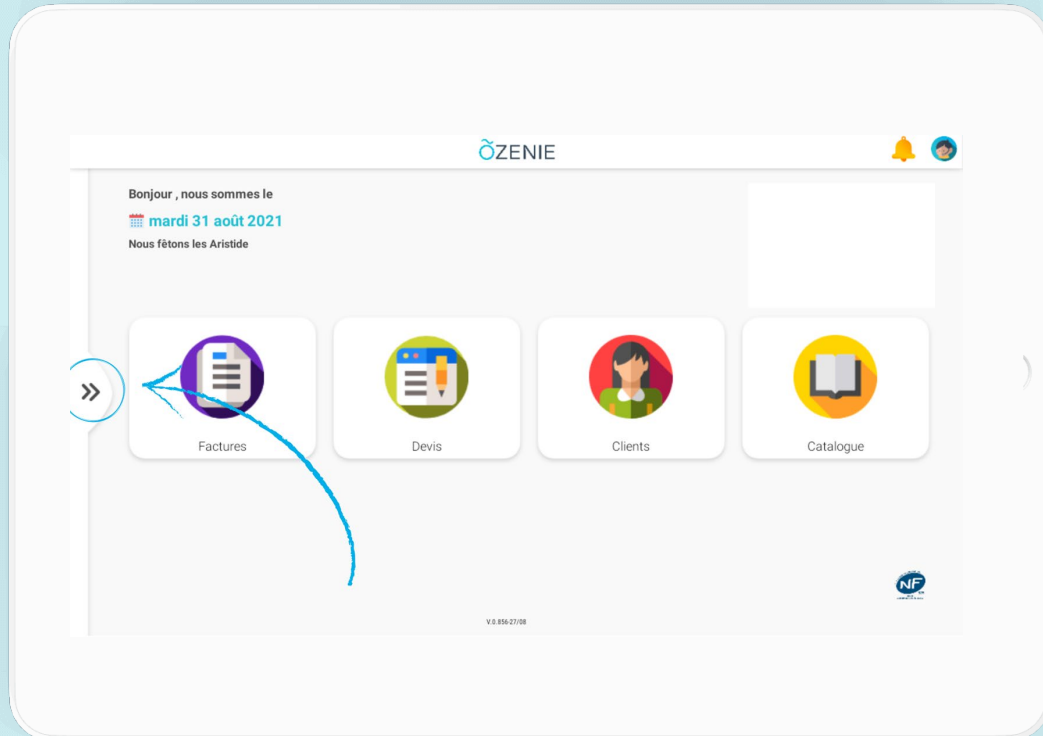 ÕZENIE
Bonjour , nous sommes le
mardi 31 août 2021
Nous fêtons les Aristide
Factures
Devis
Clients
Catalogue
NF
V.0.856-27/08